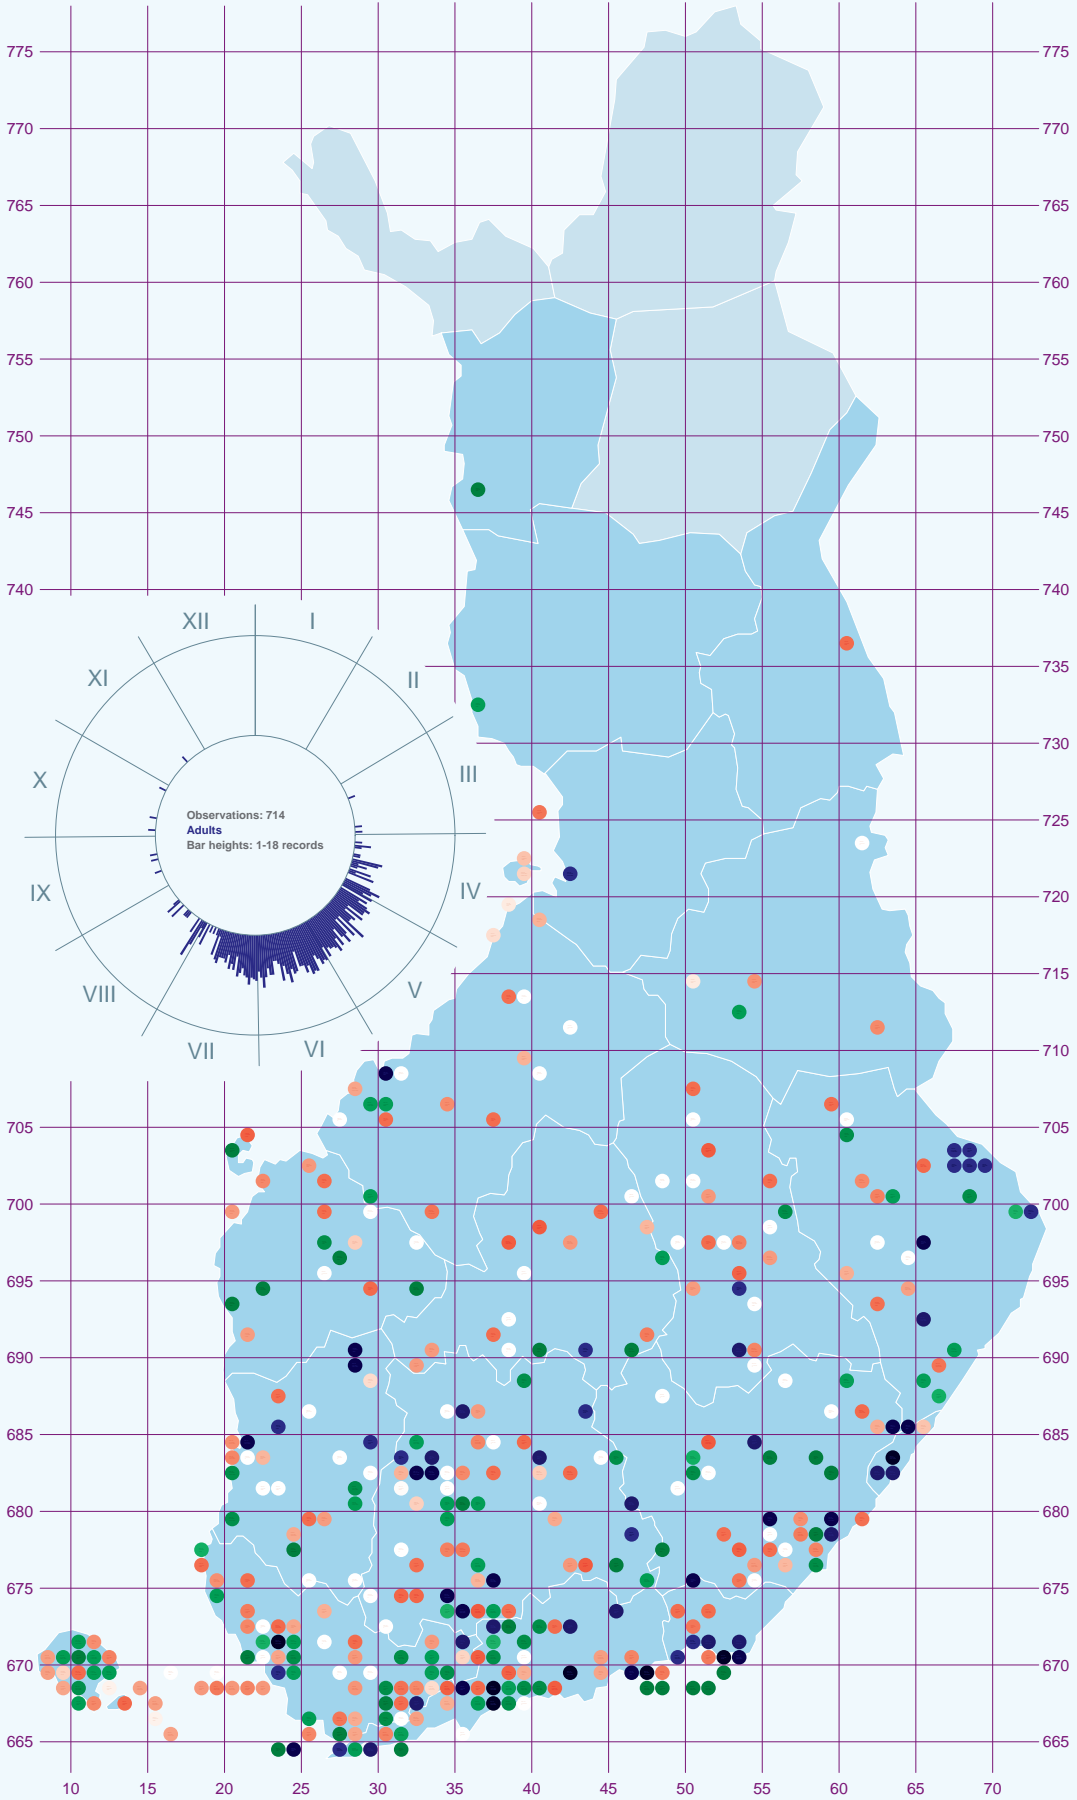 775 775
770 770
765 765
760 760
755 755
750 750
745 745
740 740
XII I
XI II
735
730
X III
Observations: 714
Adults
Bar heights: 1-18 records
725
IX IV
720
VIII V
715
VII VI
710
705 705
700 700
695 695
690 690
685 685
680 680
675 675
670 670
665 665
10 15 20 25 30 35 40 45 50 55 60 65 70